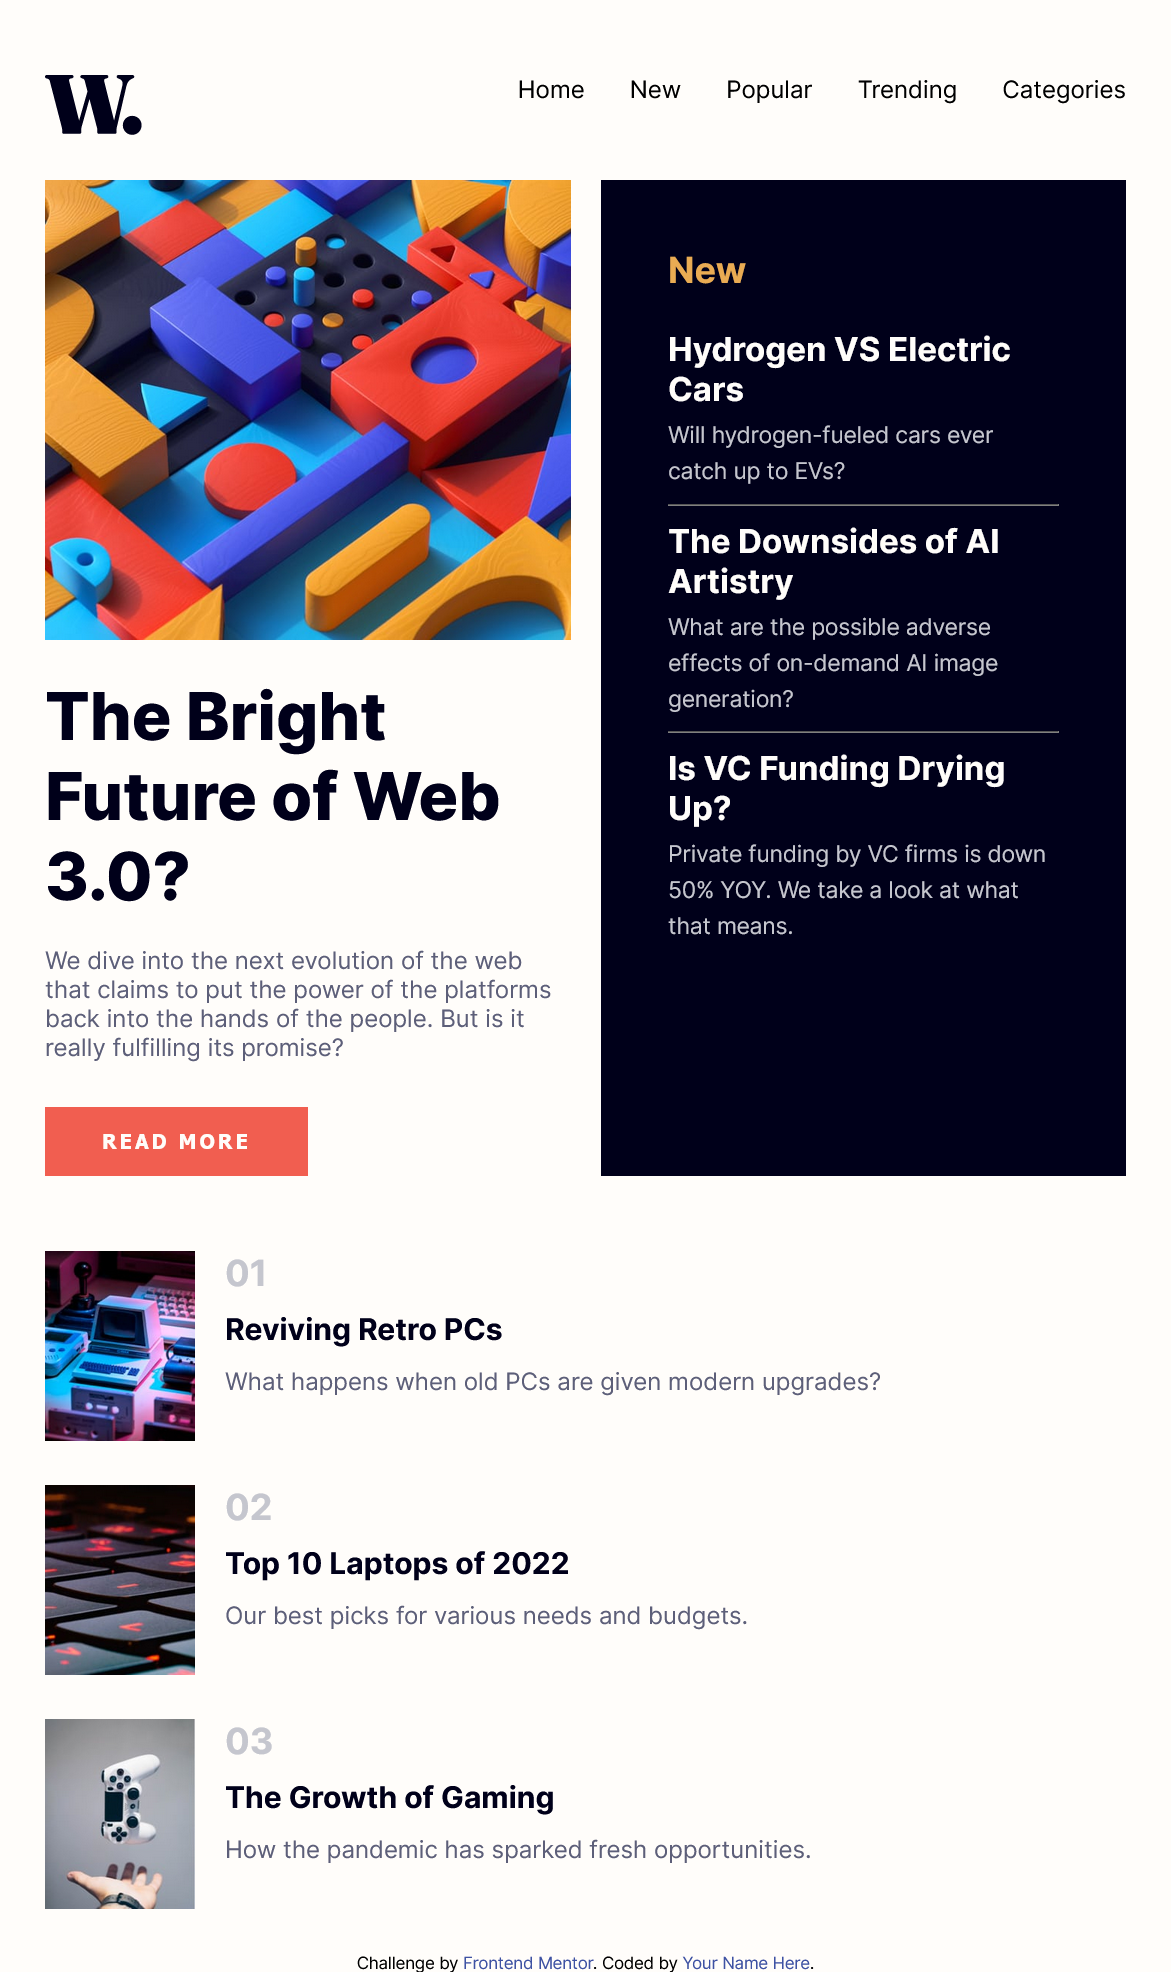 W.
Home New Popular Trending Categories
The Bright
Future of Web
3.0?
We dive into the next evolution of the web
that claims to put the power of the platforms
back into the hands of the people. But is it
really fulfilling its promise?
READ MORE
New
Hydrogen VS Electric
Cars
Will hydrogen-fueled cars ever
catch up to EVs?
The Downsides of AI
Artistry
What are the possible adverse
effects of on-demand AI image
generation?
Is VC Funding Drying
Up?
Private funding by VC firms is down
50% YOY. We take a look at what
that means.
01
Reviving Retro PCs
What happens when old PCs are given modern upgrades?
02
Top 10 Laptops of 2022
Our best picks for various needs and budgets.
03
The Growth of Gaming
How the pandemic has sparked fresh opportunities.
Challenge by Frontend Mentor. Coded by Your Name Here.